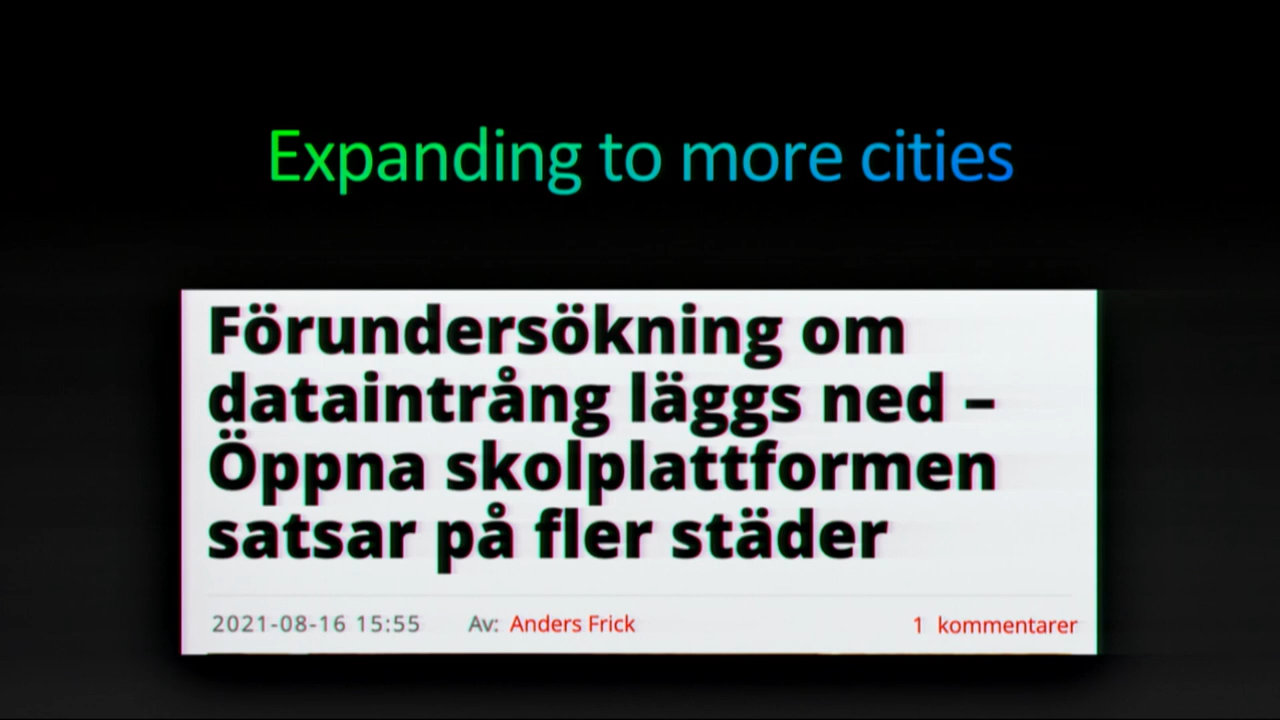 Expanding to more cities
Förundersökning om
dataintrång läggs ned –
Öppna skolplattformen
satsar på fler städer
2021-08-16 15:55 Av: Anders Frick 1 kommentarer